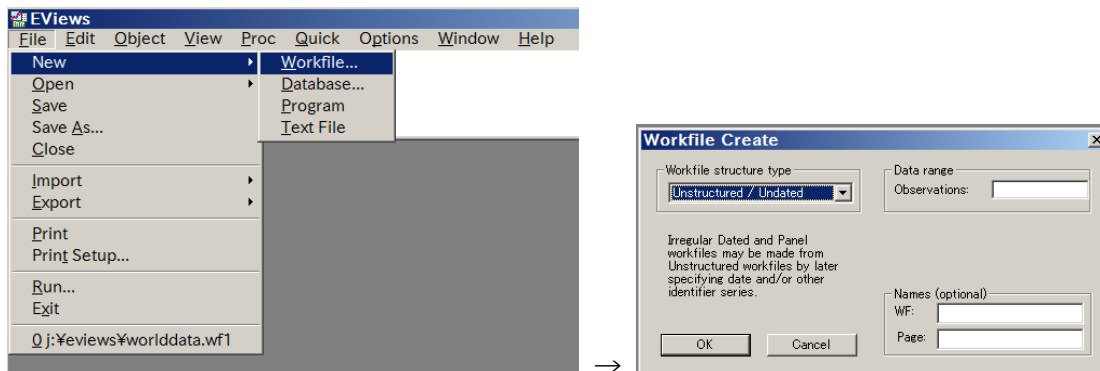 EViews
File Edit Object View Proc Quick Options Window Help
New
Open
Save
Save As...
Close
Import
Export
Print
Print Setup...
Run...
Exit
0 j:¥eviews¥worlddata.wf1
Workfile...
Database...
Program
Text File
→
Workfile Create
Workfile structure type
Unstructured / Undated
Irregular Dated and Panel
workfiles may be made from
Unstructured workfiles by later
specifying date and/or other
identifier series.
Data range
Observations:
Names (optional)
WF:
Page:
OK Cancel